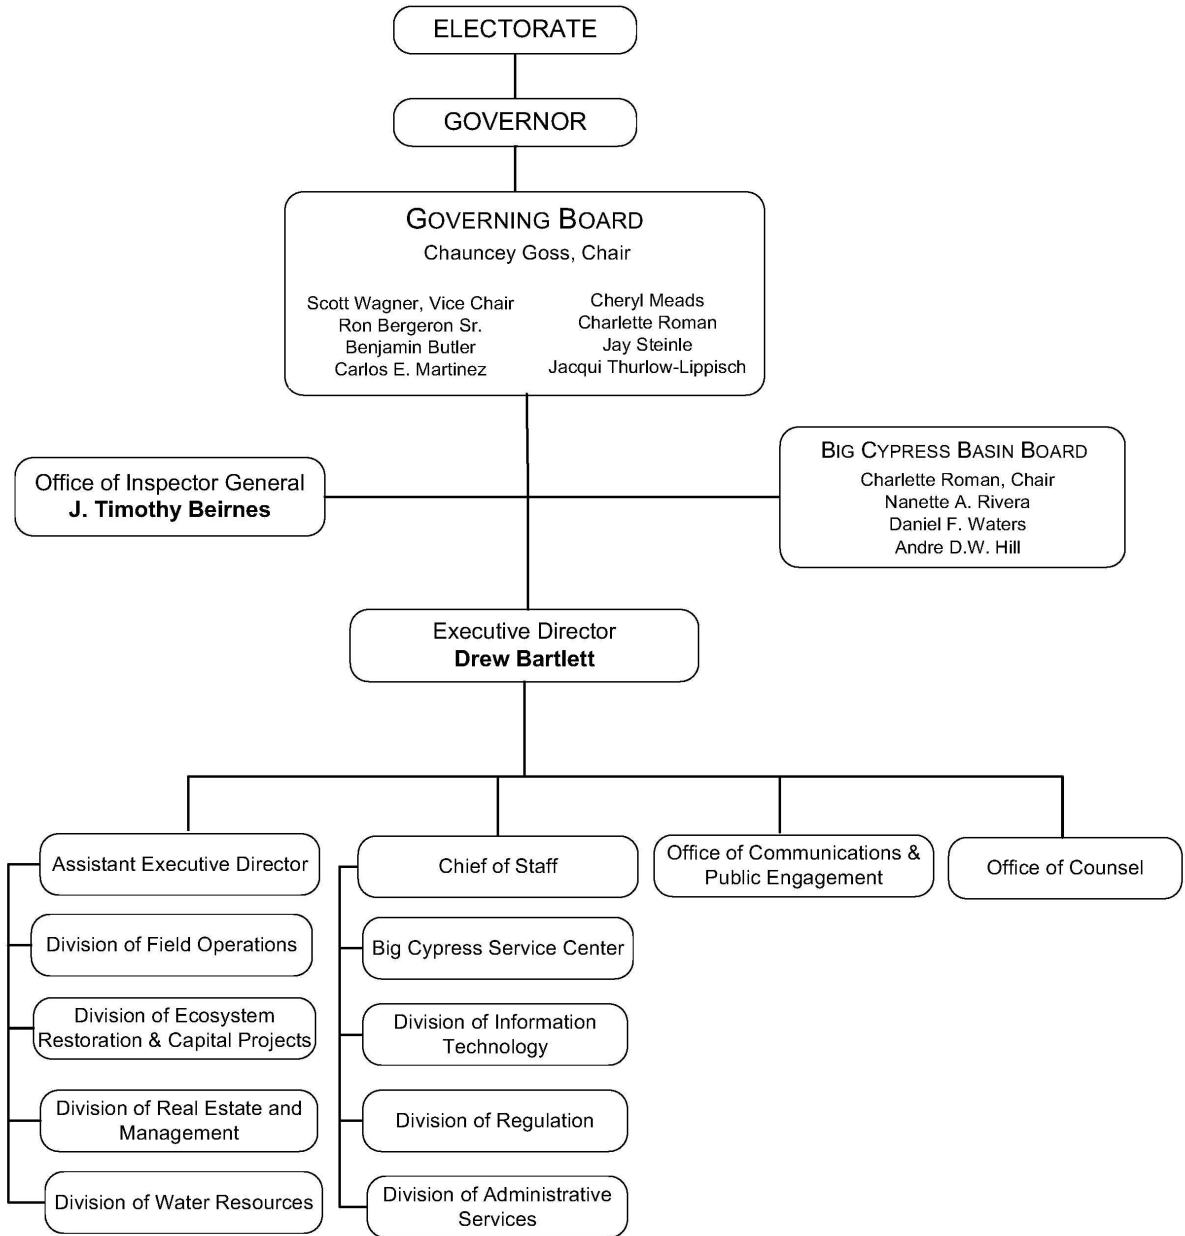 ELECTORATE
GOVERNOR
GOVERNING BOARD
Chauncey Goss, Chair
Scott Wagner, Vice Chair
Ron Bergeron Sr.
Benjamin Butler
Carlos E. Martinez
Cheryl Meads
Charlette Roman
Jay Steinle
Jacqui Thurlow-Lippisch
Office of Inspector General
J. Timothy Beirnes
BIG CYPRESS BASIN BOARD
Charlette Roman, Chair
Nanette A. Rivera
Daniel F. Waters
Andre D.W. Hill
Executive Director
Drew Bartlett
Assistant Executive Director
Division of Field Operations
Division of Ecosystem
Restoration & Capital Projects
Division of Real Estate and
Management
Division of Water Resources
Chief of Staff
Big Cypress Service Center
Division of Information
Technology
Division of Regulation
Division of Administrative
Services
Office of Communications &
Public Engagement
Office of Counsel